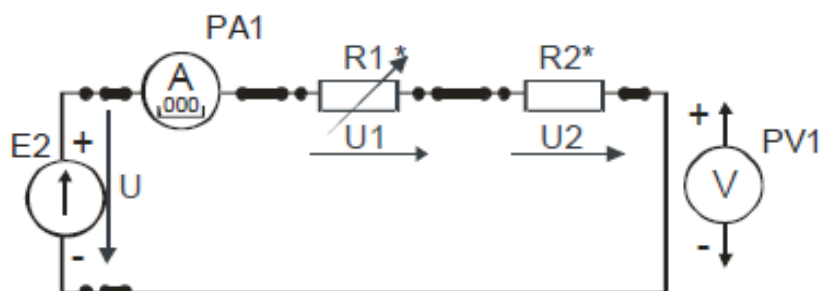 PA1
R1 *
R2*
A
000
U1
U2
E2
+
-
U
+
V
-
PV1